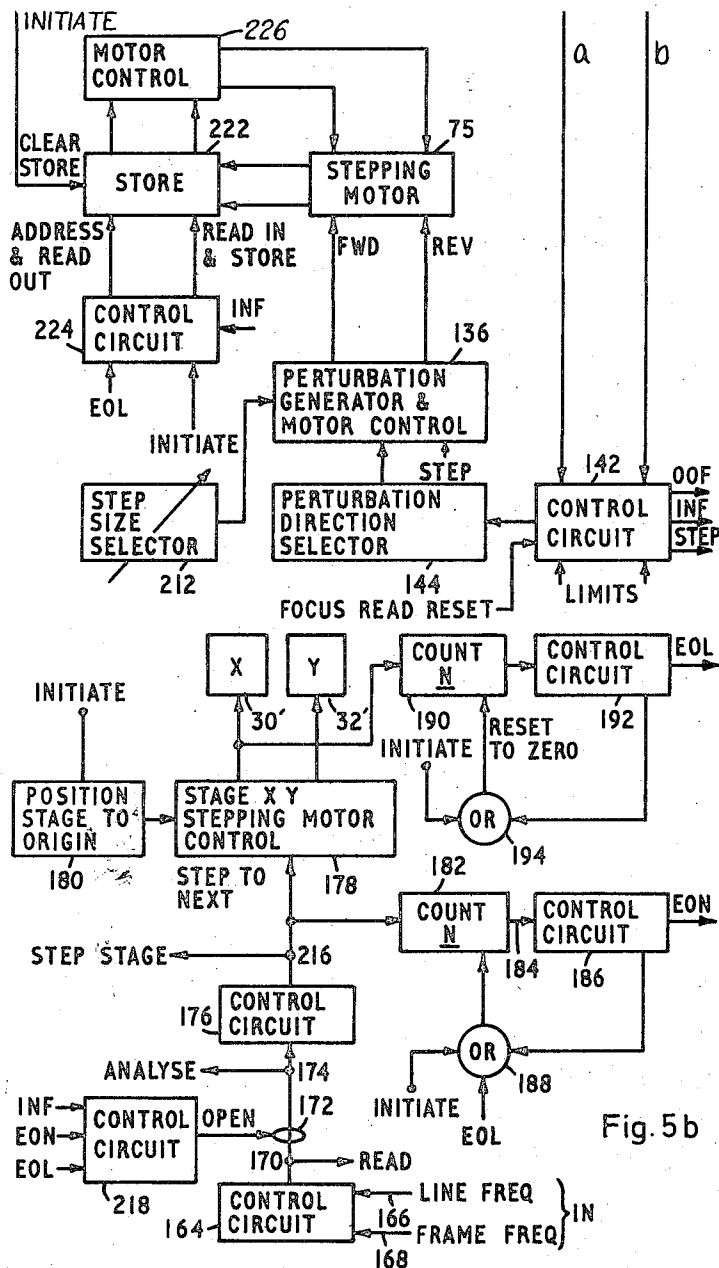 INITIATE
226
a
b
MOTOR
CONTROL
222
75
CLEAR
STORE
STORE
STEPPING
MOTOR
ADDRESS
& READ
OUT
READ IN
& STORE
FWD
REV
CONTROL
CIRCUIT
224
INF
136
EOL
INITIATE
PERTURBATION
GENERATOR &
MOTOR CONTROL
STEP
142
OOF
INF
STEP
STEP
SIZE
SELECTOR
212
PERTURBATION
DIRECTION
SELECTOR
144
CONTROL
CIRCUIT
FOCUS READ RESET
LIMITS
INITIATE
X
Y
30'
32'
COUNT
N
190
CONTROL
CIRCUIT
192
EOL
RESET
TO ZERO
INITIATE
OR
194
POSITION
STAGE TO
ORIGIN
180
STAGE X Y
STEPPING MOTOR
CONTROL
178
STEP TO
NEXT
182
COUNT
N
184
CONTROL
CIRCUIT
186
EON
STEP STAGE
216
176
CONTROL
CIRCUIT
OR
188
ANALYSE
174
INITIATE
EOL
INF
EON
EOL
CONTROL
CIRCUIT
218
OPEN
172
170
READ
Fig. 5b
164
CONTROL
CIRCUIT
LINE FREQ
166
FRAME FREQ
168
IN